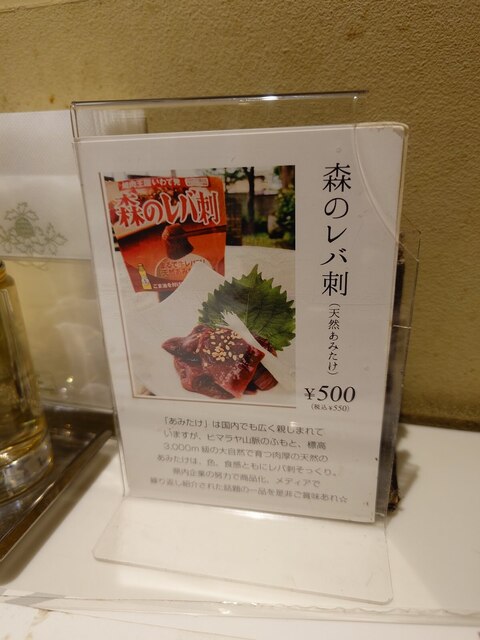 森のレバ刺
(天然あみたけ)
¥500
(税込¥550)
いわて発
森のレバ刺
「あみたけ」は国内でも広く親しまれて
いますが、ヒマラヤ山脈のふもと、標高
3,000m級の大自然で育つ肉厚の天然の
あみたけは、色、食感ともにレバ刺そっくり。
県内企業の努力で商品化。メディアで
繰り返し紹介された話題の一品を是非ご賞味あれ☆